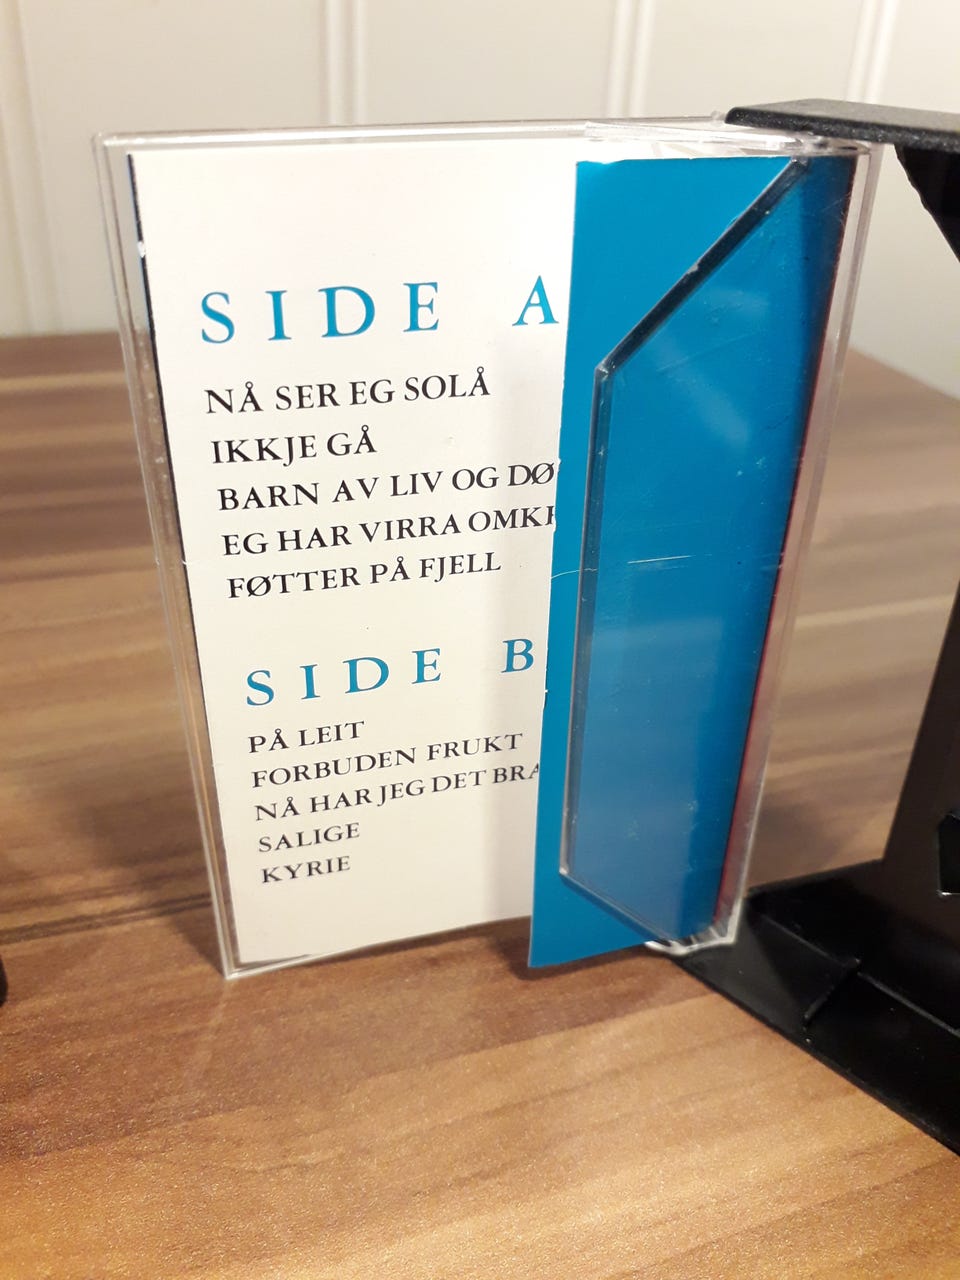 SIDE A
NÅ SER EG SOLÅ
IKKJE GÅ
BARN AV LIV OG
EG HAR VIRRA
FØTTER PÅ FJELL
SIDE B
PÅ LEIT
FORBUDEN FRUKT
NÅ HAR JEG DET
SALIGE
KYRIE